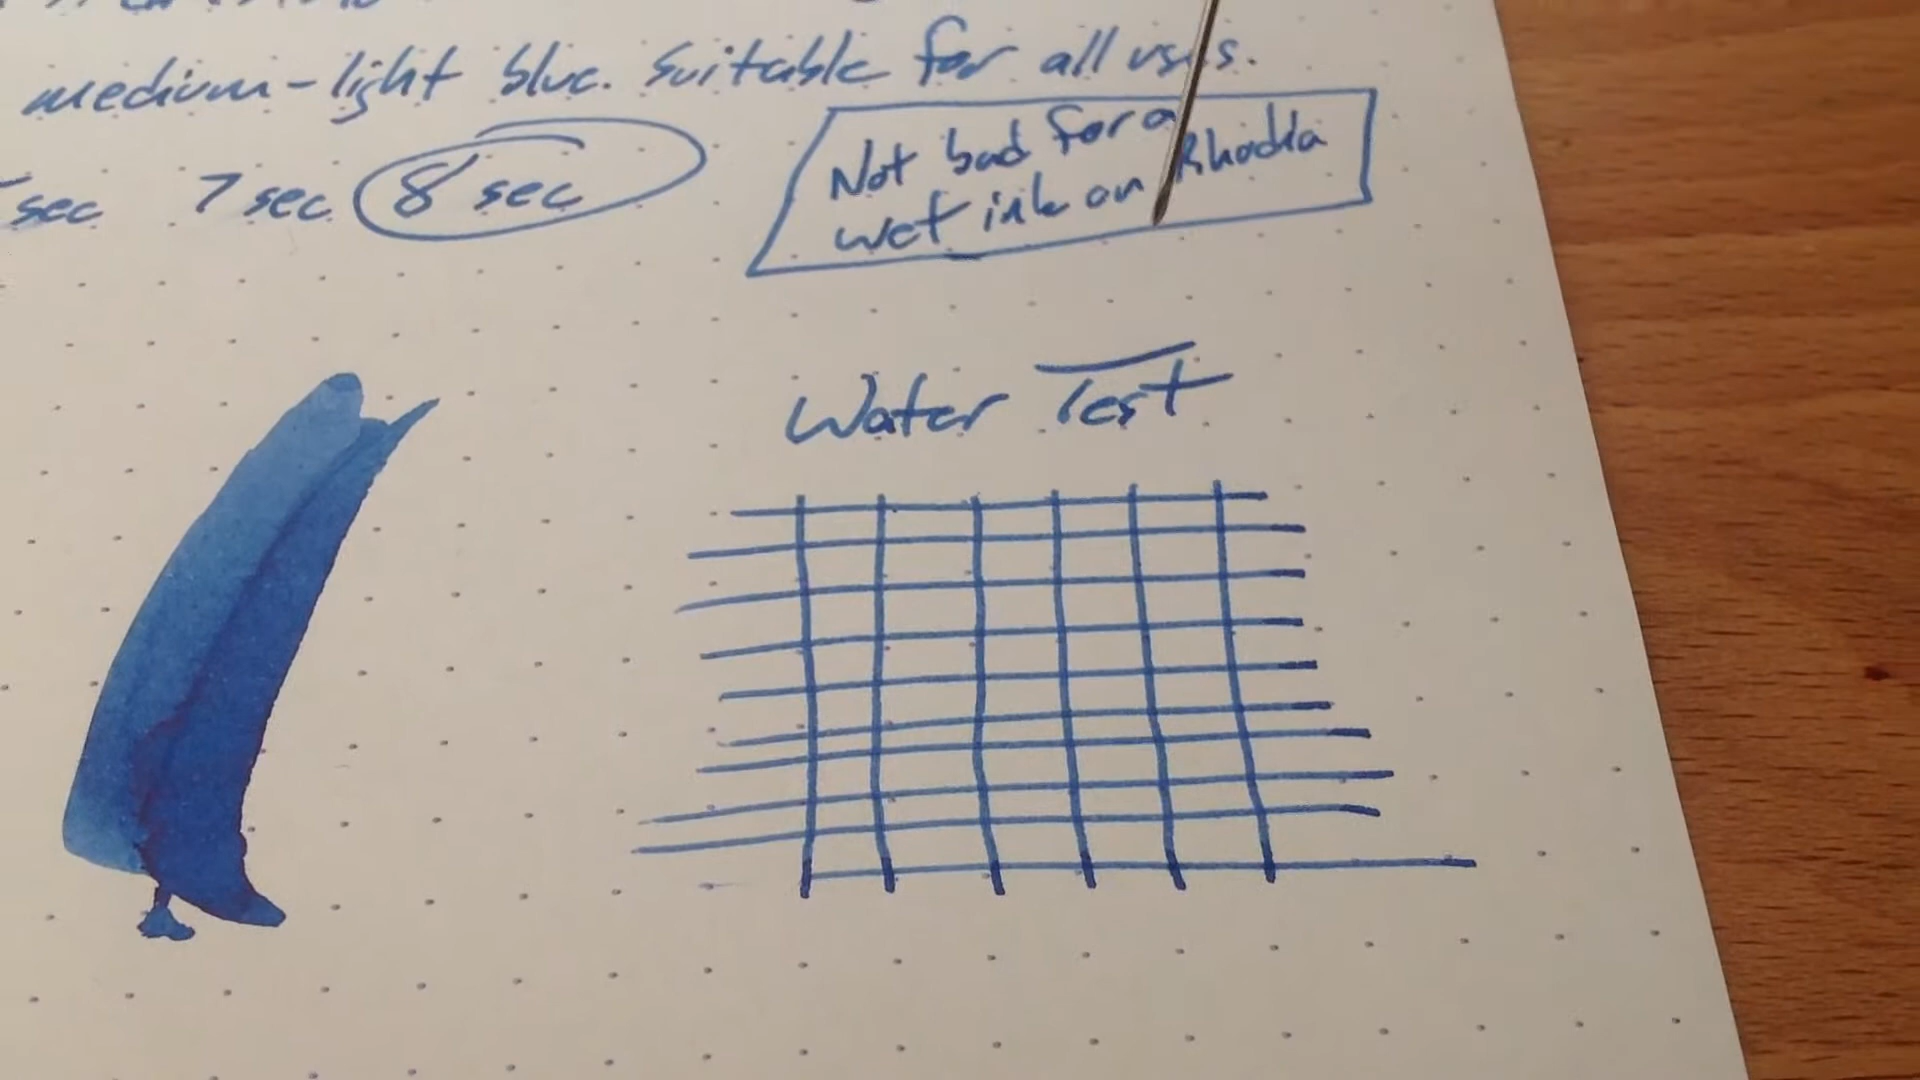 medium-light blue. Suitable for all uses.
sec 7 sec 8 sec
Not bad for a
wet ink on Rhodia
Water Test